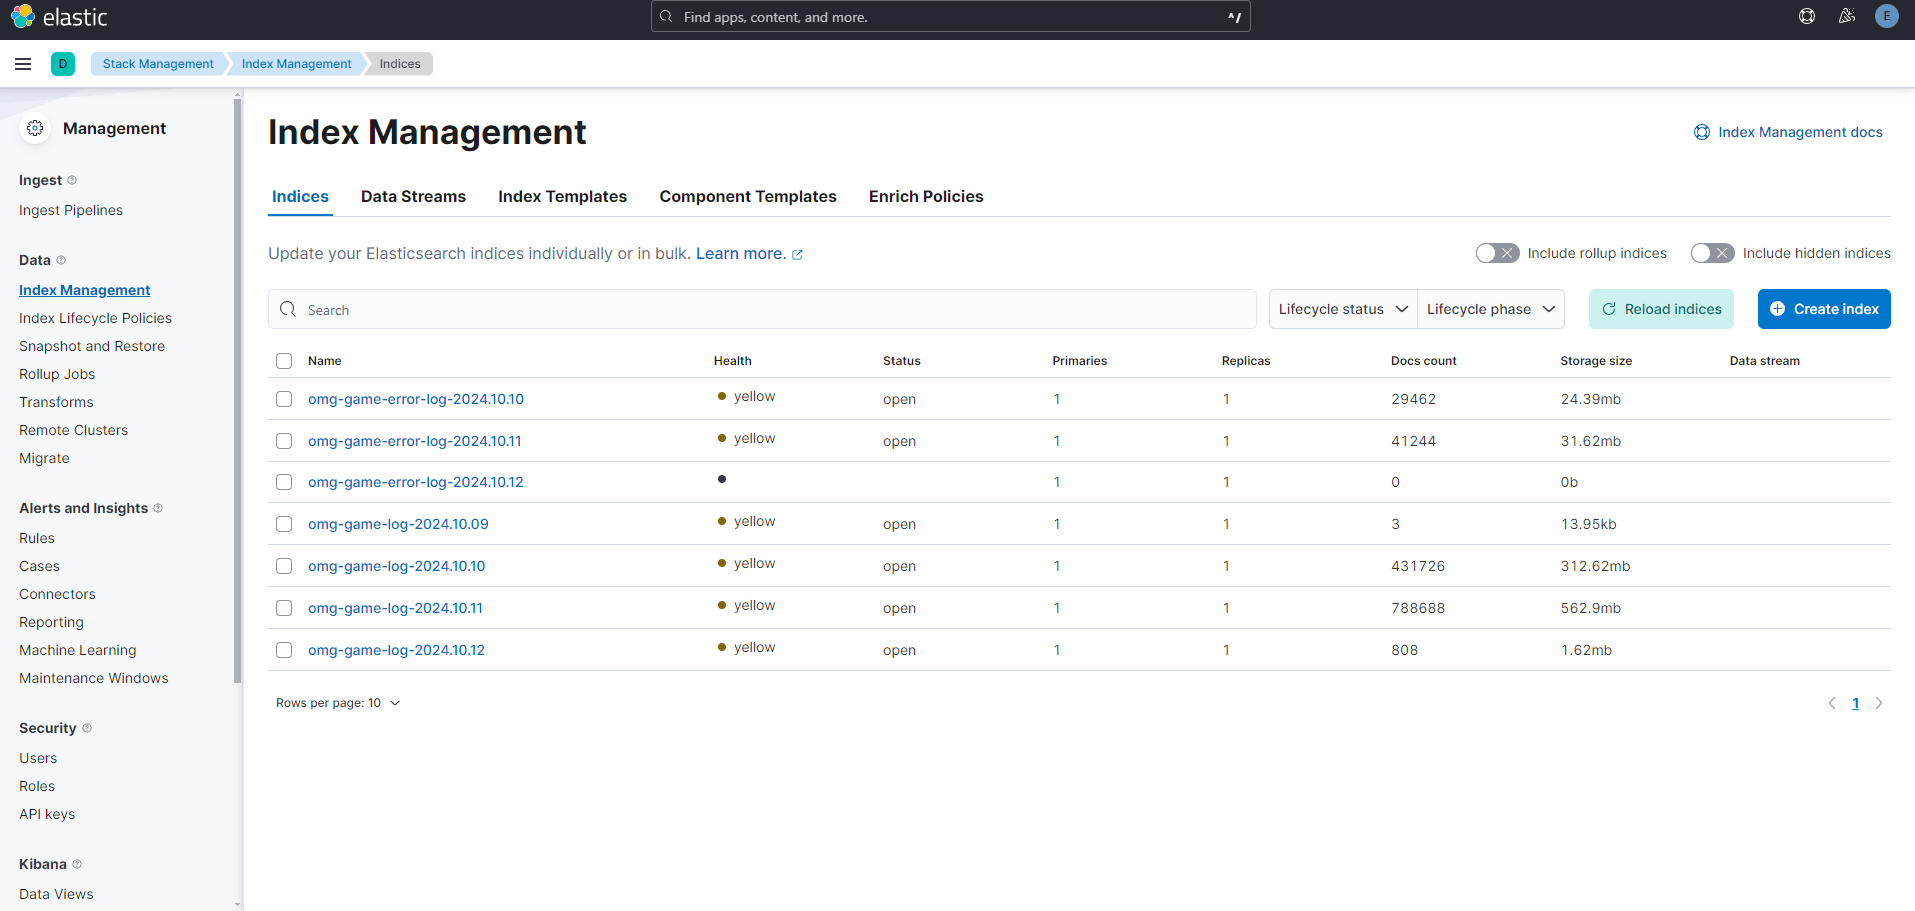 elastic
Find apps, content, and more.
^/
E
D
Stack Management
Index Management
Indices
Management
Ingest
Ingest Pipelines
Data
Index Management
Index Lifecycle Policies
Snapshot and Restore
Rollup Jobs
Transforms
Remote Clusters
Migrate
Alerts and Insights
Rules
Cases
Connectors
Reporting
Machine Learning
Maintenance Windows
Security
Users
Roles
API keys
Kibana
Data Views
Index Management
Index Management docs
Indices Data Streams Index Templates Component Templates Enrich Policies
Update your Elasticsearch indices individually or in bulk. Learn more.
Include rollup indices
Include hidden indices
Search
Lifecycle status
Lifecycle phase
Reload indices
Create index
Name Health Status Primaries Replicas Docs count Storage size Data stream
omg-game-error-log-2024.10.10 yellow open 1 1 29462 24.39mb
omg-game-error-log-2024.10.11 yellow open 1 1 41244 31.62mb
omg-game-error-log-2024.10.12 1 1 0 0b
omg-game-log-2024.10.09 yellow open 1 1 3 13.95kb
omg-game-log-2024.10.10 yellow open 1 1 431726 312.62mb
omg-game-log-2024.10.11 yellow open 1 1 788688 562.9mb
omg-game-log-2024.10.12 yellow open 1 1 808 1.62mb
Rows per page: 10
1